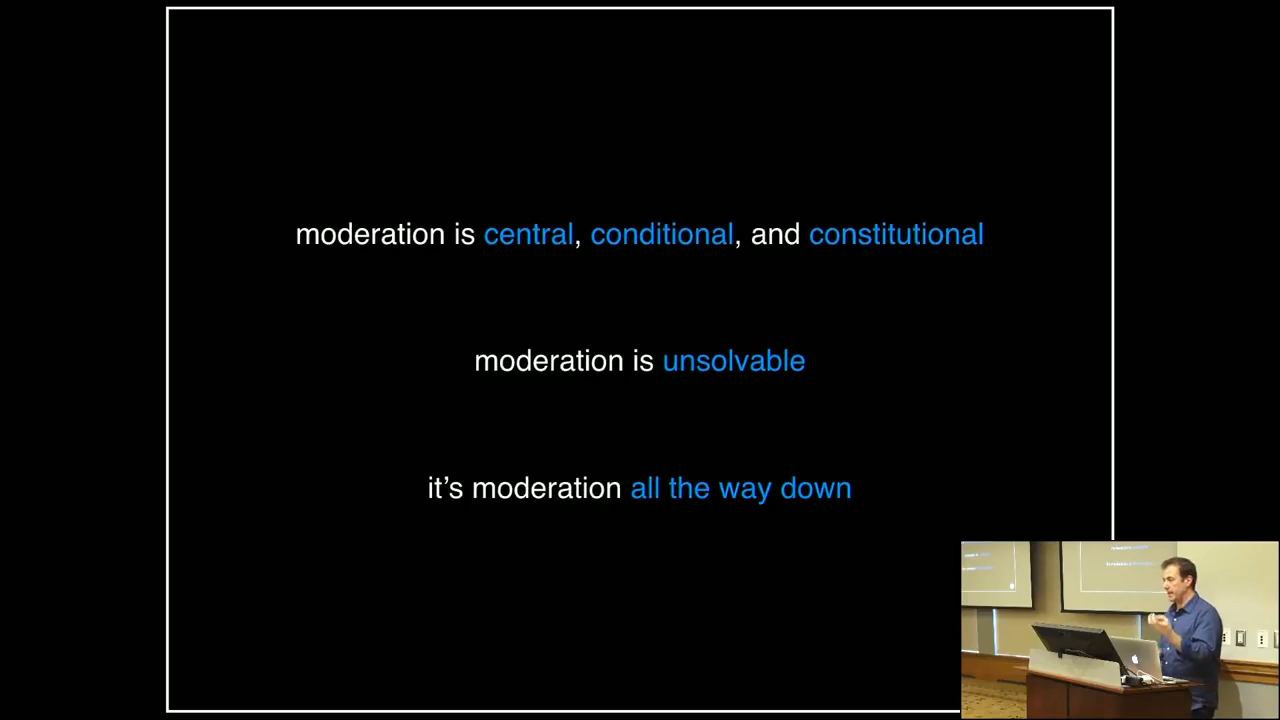 moderation is central, conditional, and constitutional
moderation is unsolvable
it’s moderation all the way down